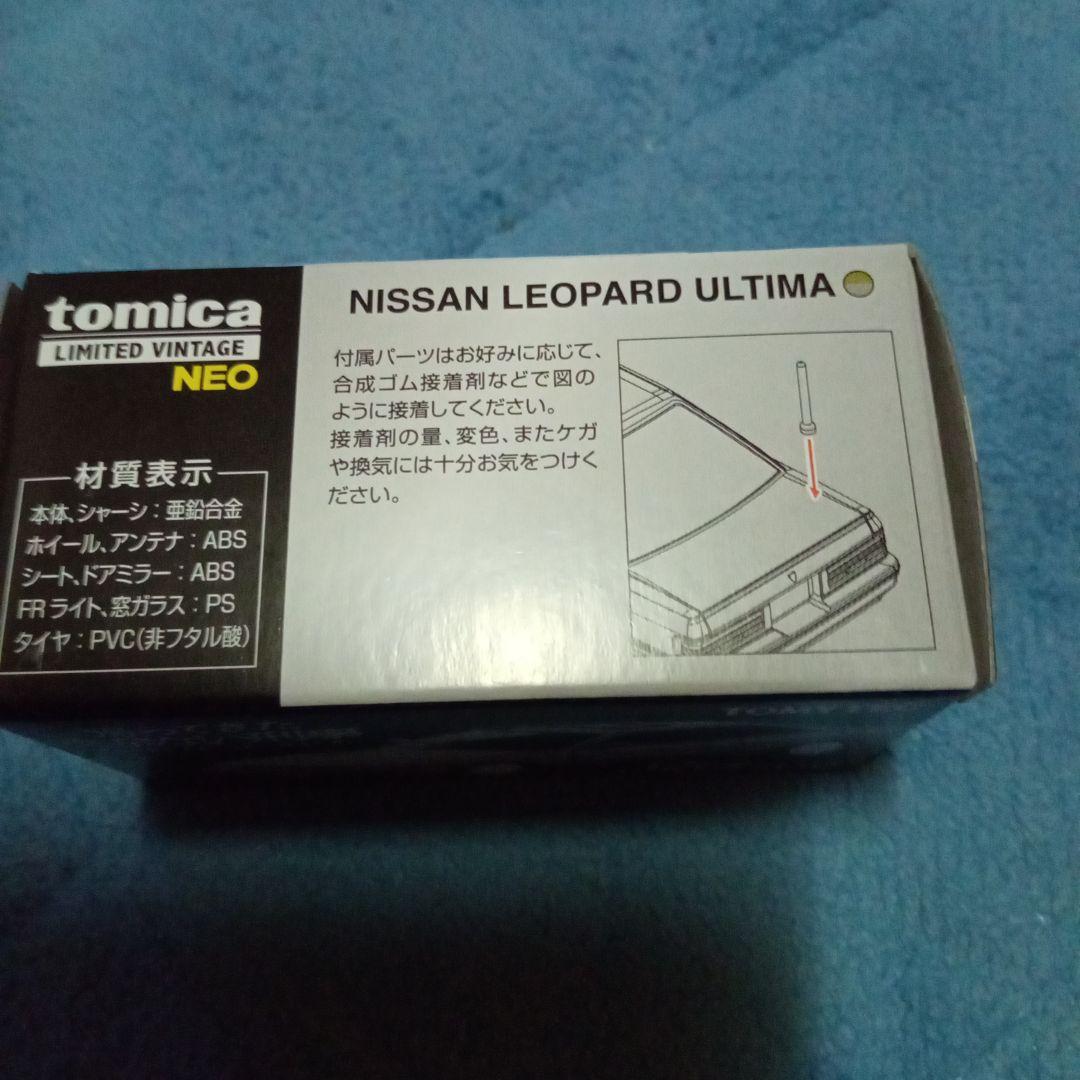 tomica
LIMITED VINTAGE
NEO
材質表示
本体、シャーシ：亜鉛合金
ホイール、アンテナ：ABS
シート、ドアミラー：ABS
FRライト、窓ガラス：PS
タイヤ：PVC（非フタル酸）
NISSAN LEOPARD ULTIMA
付属パーツはお好みに応じて、
合成ゴム接着剤などで図の
ように接着してください。
接着剤の量、変色、またケガ
や換気には十分お気をつけく
ださい。